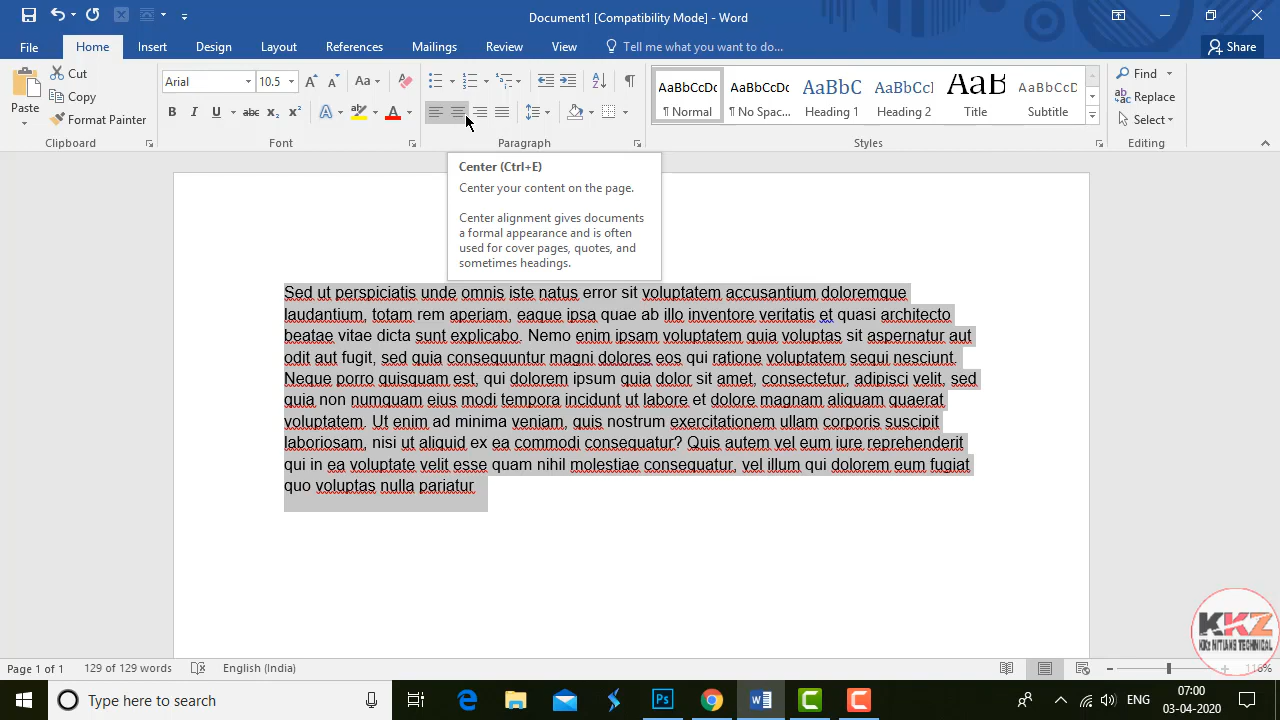 Document1 [Compatibility Mode] - Word
File Home Insert Design Layout References Mailings Review View Tell me what you want to do... Share
Paste
Cut
Copy
Format Painter
Clipboard
Arial 10.5
Font
Paragraph
AaBbCcDc AaBbCcDc AaBbC AaBbCcI AaB AaBbCcD
¶ Normal ¶ No Spac... Heading 1 Heading 2 Title Subtitle
Styles
Find
Replace
Select
Editing
Center (Ctrl+E)
Center your content on the page.
Center alignment gives documents
a formal appearance and is often
used for cover pages, quotes, and
sometimes headings.
Sed ut perspiciatis unde omnis iste natus error sit voluptatem accusantium doloremque
laudantium, totam rem aperiam, eaque ipsa quae ab illo inventore veritatis et quasi architecto
beatae vitae dicta sunt explicabo. Nemo enim ipsam voluptatem quia voluptas sit aspernatur aut
odit aut fugit, sed quia consequuntur magni dolores eos qui ratione voluptatem sequi nesciunt.
Neque porro quisquam est, qui dolorem ipsum quia dolor sit amet, consectetur, adipisci velit, sed
quia non numquam eius modi tempora incidunt ut labore et dolore magnam aliquam quaerat
voluptatem. Ut enim ad minima veniam, quis nostrum exercitationem ullam corporis suscipit
laboriosam, nisi ut aliquid ex ea commodi consequatur? Quis autem vel eum iure reprehenderit
qui in ea voluptate velit esse quam nihil molestiae consequatur, vel illum qui dolorem eum fugiat
quo voluptas nulla pariatur
KKZ
KKZ NITIANS TECHNICAL
Page 1 of 1 129 of 129 words English (India) 116%
Type here to search
ENG
07:00
03-04-2020